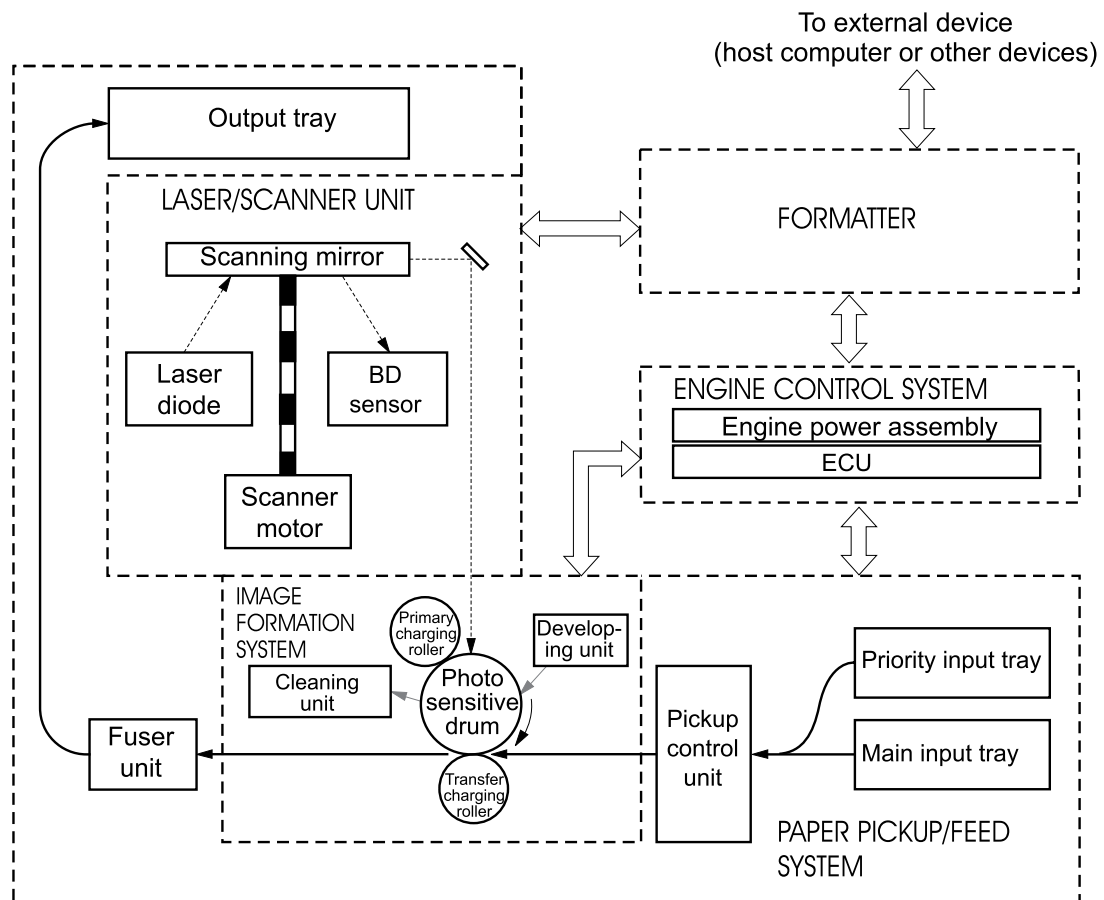 To external device
(host computer or other devices)
Output tray
LASER/SCANNER UNIT
FORMATTER
Scanning mirror
Laser
diode
BD
sensor
Scanner
motor
ENGINE CONTROL SYSTEM
Engine power assembly
ECU
IMAGE
FORMATION
SYSTEM
Primary
charging
roller
Develop-
ing unit
Cleaning
unit
Photo
sensitive
drum
Transfer
charging
roller
Fuser
unit
Pickup
control
unit
Priority input tray
Main input tray
PAPER PICKUP/FEED
SYSTEM